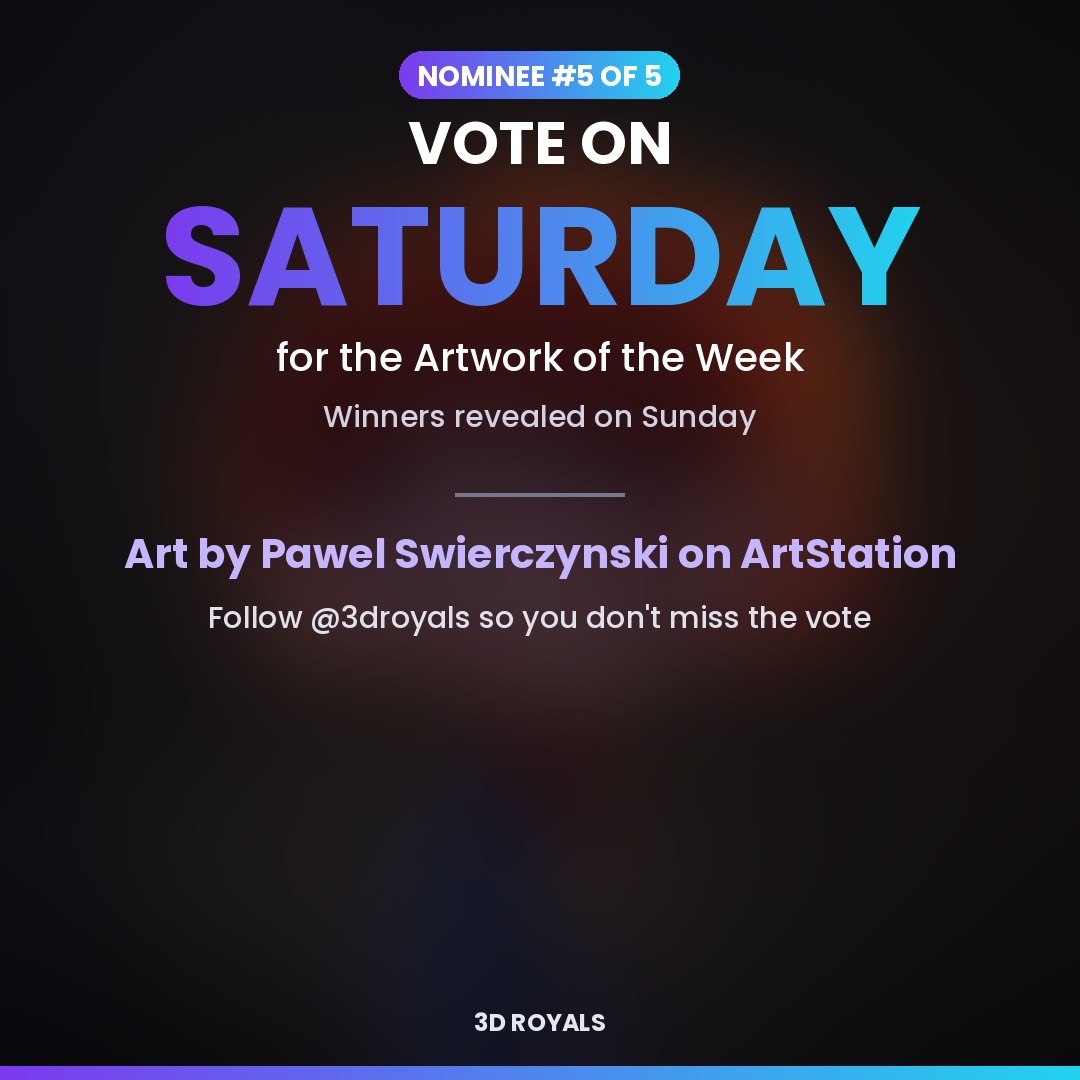 NOMINEE #5 OF 5
VOTE ON
SATURDAY
for the Artwork of the Week
Winners revealed on Sunday
Art by Pawel Swierczynski on ArtStation
Follow @3droyals so you don't miss the vote
3D ROYALS